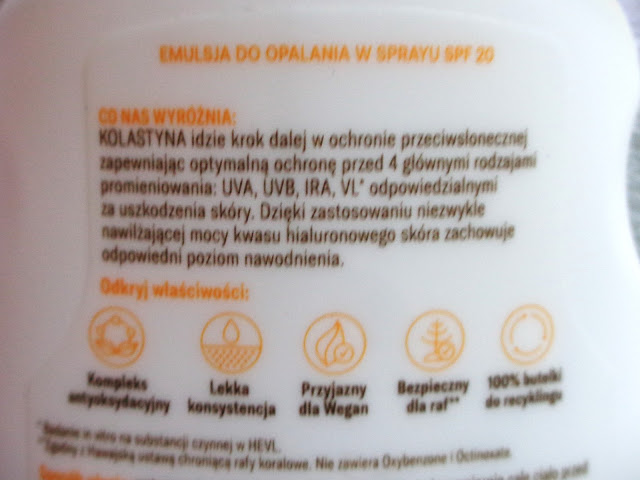 EMULSJA DO OPALANIA W SPRAYU SPF 20
CO NAS WYRÓŻNIA:
KOLASTYNA idzie krok dalej w ochronie przeciwsłonecznej
zapewniając optymalną ochronę przed 4 głównymi rodzajami
promieniowania: UVA, UVB, IRA, VL* odpowiedzialnymi
za uszkodzenia skóry. Dzięki zastosowaniu niezwykle
nawilżającej mocy kwasu hialuronowego skóra zachowuje
odpowiedni poziom nawodnienia.
Odkryj właściwości:
Kompleks
antyoksydacyjny
Lekka
konsystencja
Przyjazny
dla Wegan
Bezpieczny
dla raf**
100% butelki
do recyklingu
*Badanie in vitro na substancji czynnej w HEVL.
**Zgodny z Hawajską ustawą chroniącą rafy koralowe. Nie zawiera Oxybenzone i Octinoxate.